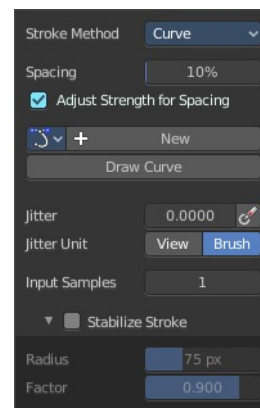 Stroke Method Curve
Spacing 10%
Adjust Strength for Spacing
New
Draw Curve
Jitter 0.0000
Jitter Unit View Brush
Input Samples 1
Stabilize Stroke
Radius 75 px
Factor 0.900